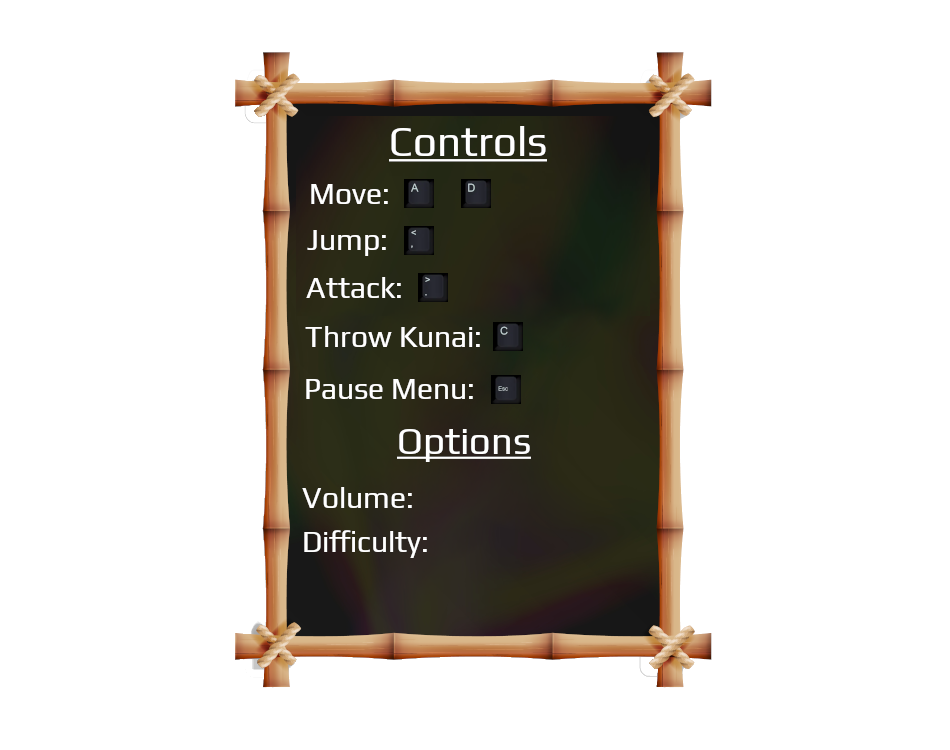 Controls
Move: A D
Jump: < ,
Attack: > .
Throw Kunai: C
Pause Menu: Esc
Options
Volume:
Difficulty: